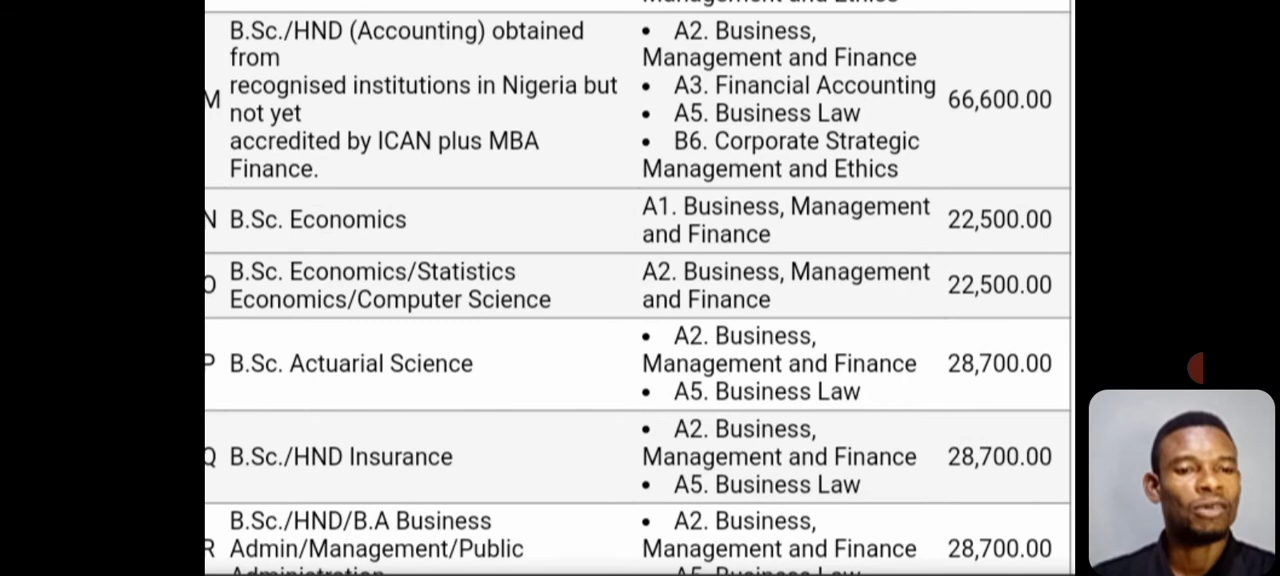 B.Sc./HND (Accounting) obtained
from
recognised institutions in Nigeria but
not yet
accredited by ICAN plus MBA
Finance.
M
• A2. Business,
Management and Finance
• A3. Financial Accounting
• A5. Business Law
• B6. Corporate Strategic
Management and Ethics
66,600.00
N B.Sc. Economics
A1. Business, Management
and Finance
22,500.00
O
B.Sc. Economics/Statistics
Economics/Computer Science
A2. Business, Management
and Finance
22,500.00
P B.Sc. Actuarial Science
• A2. Business,
Management and Finance
• A5. Business Law
28,700.00
Q B.Sc./HND Insurance
• A2. Business,
Management and Finance
• A5. Business Law
28,700.00
R
B.Sc./HND/B.A Business
Admin/Management/Public
• A2. Business,
Management and Finance
28,700.00